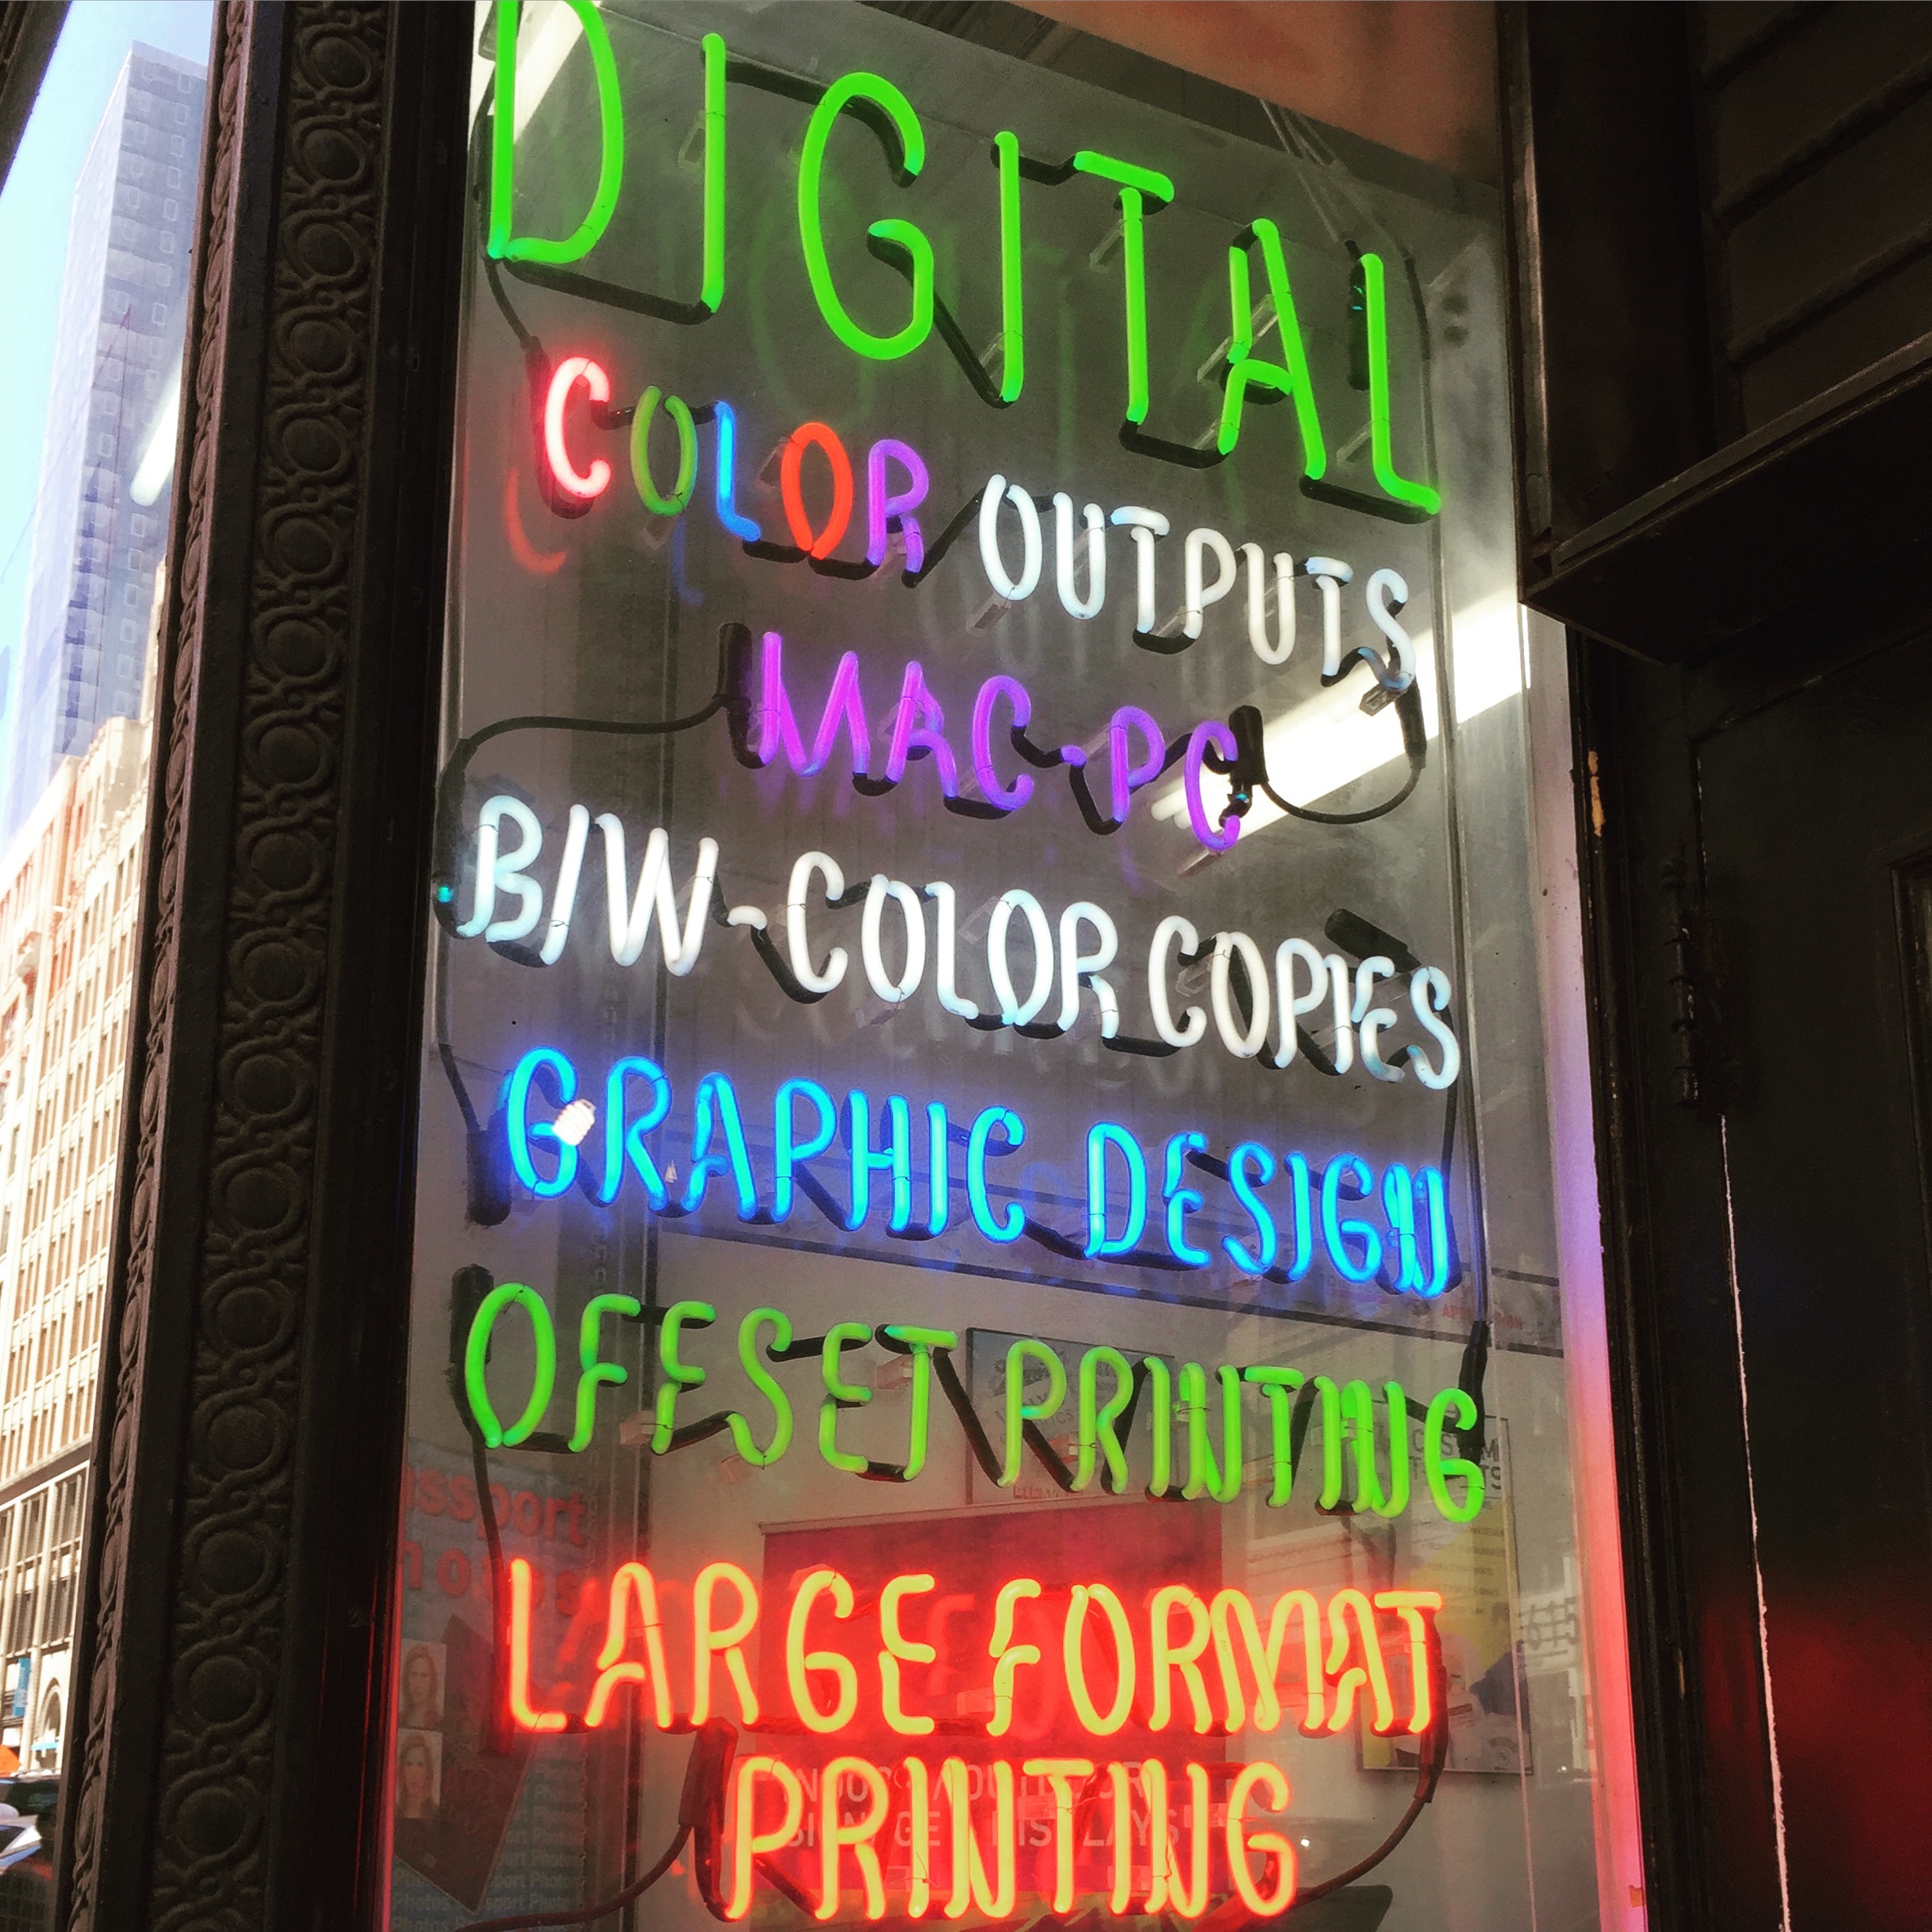 DIGITAL
COLOR OUTPUTS
MAC-PC
B/W-COLOR COPIES
GRAPHIC DESIGN
OFFSET PRINTING
LARGE FORMAT
PRINTING